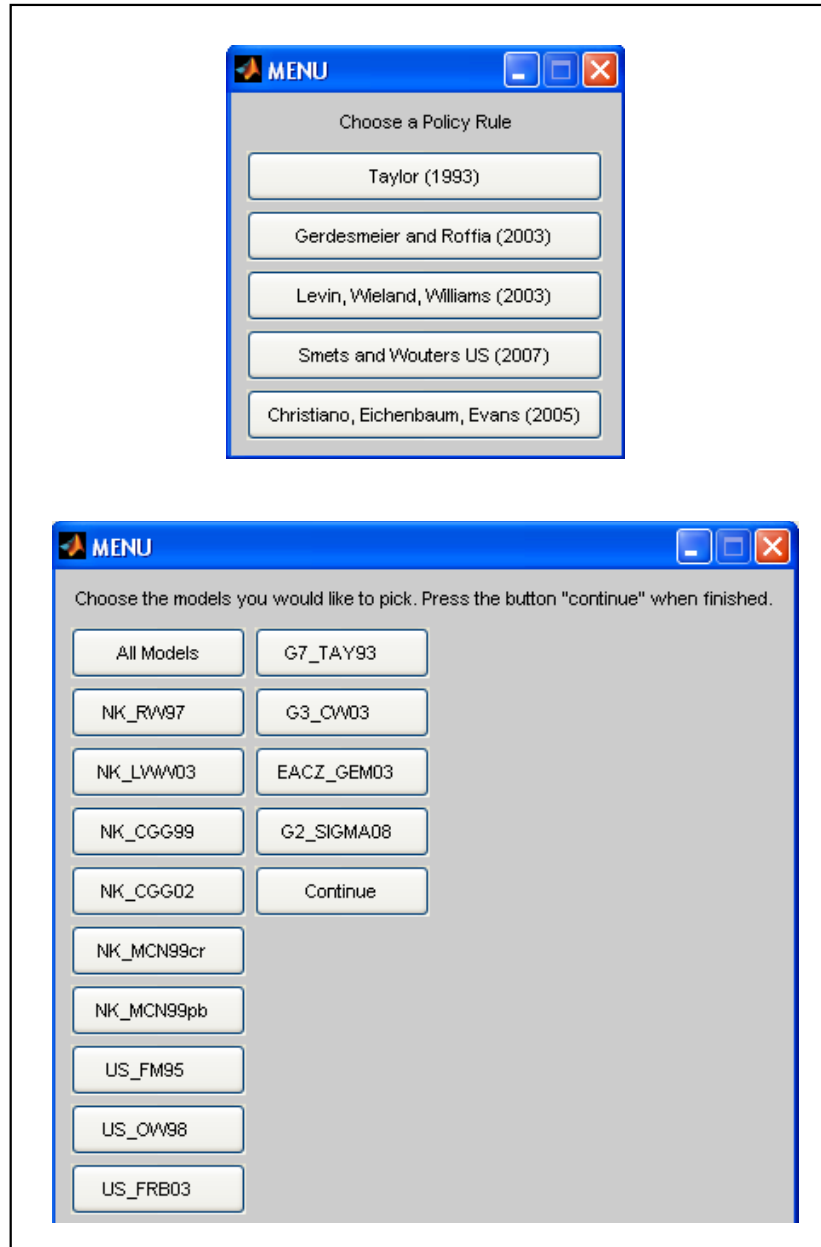 MENU
Choose a Policy Rule
Taylor (1993)
Gerdesmeier and Roffia (2003)
Levin, Wieland, Williams (2003)
Smets and Wouters US (2007)
Christiano, Eichenbaum, Evans (2005)
MENU
Choose the models you would like to pick. Press the button "continue" when finished.
All Models
NK_RW97
NK_LWW03
NK_CGG99
NK_CGG02
NK_MCN99cr
NK_MCN99pb
US_FM95
US_OW98
US_FRB03
G7_TAY93
G3_CW03
EACZ_GEM03
G2_SIGMA08
Continue